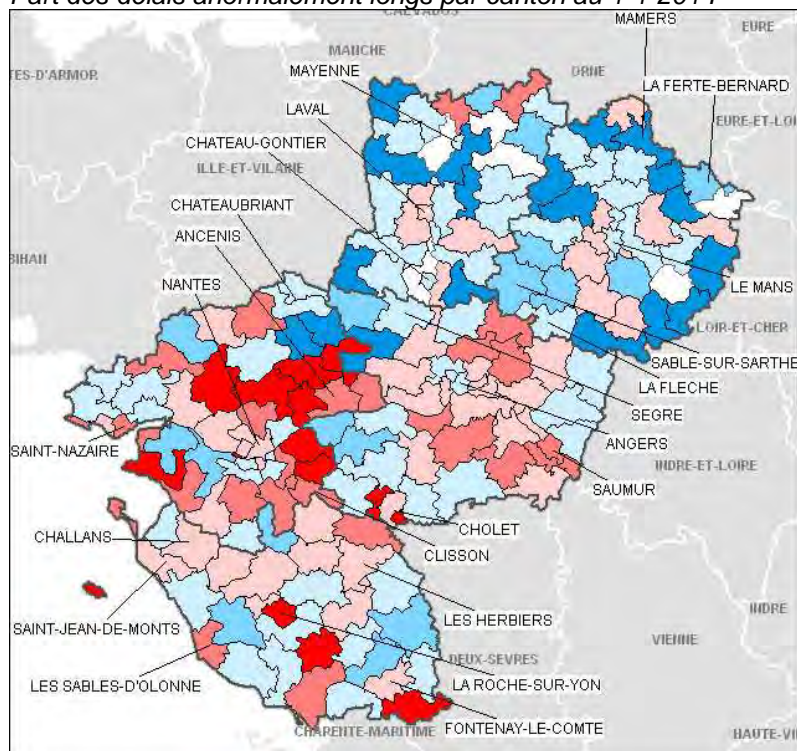 Part des délais anormalement longs par canton au 1-1-2011
CALVADOS
MAMERS
EURE
MANCHE
MAYENNE
ORNE
TES-D'ARMOR
LA FERTE-BERNARD
LAVAL
EURE-ET-LOI
CHATEAU-GONTIER
ILLE-ET-VILAINE
CHATEAUBRIANT
ANCENIS
BIHAN
NANTES
LE MANS
LOIR-ET-CHER
SABLE-SUR-SARTHE
LA FLECHE
SEGRE
ANGERS
SAINT-NAZAIRE
INDRE-ET-LOIRE
SAUMUR
CHOLET
CHALLANS
CLISSON
INDRE
LES HERBIERS
SAINT-JEAN-DE-MONTS
VIENNE
DEUX-SEVRES
LA ROCHE-SUR-YON
LES SABLES-D'OLONNE
FONTENAY-LE-COMTE
CHARENTE-MARITIME
HAUTE-VI